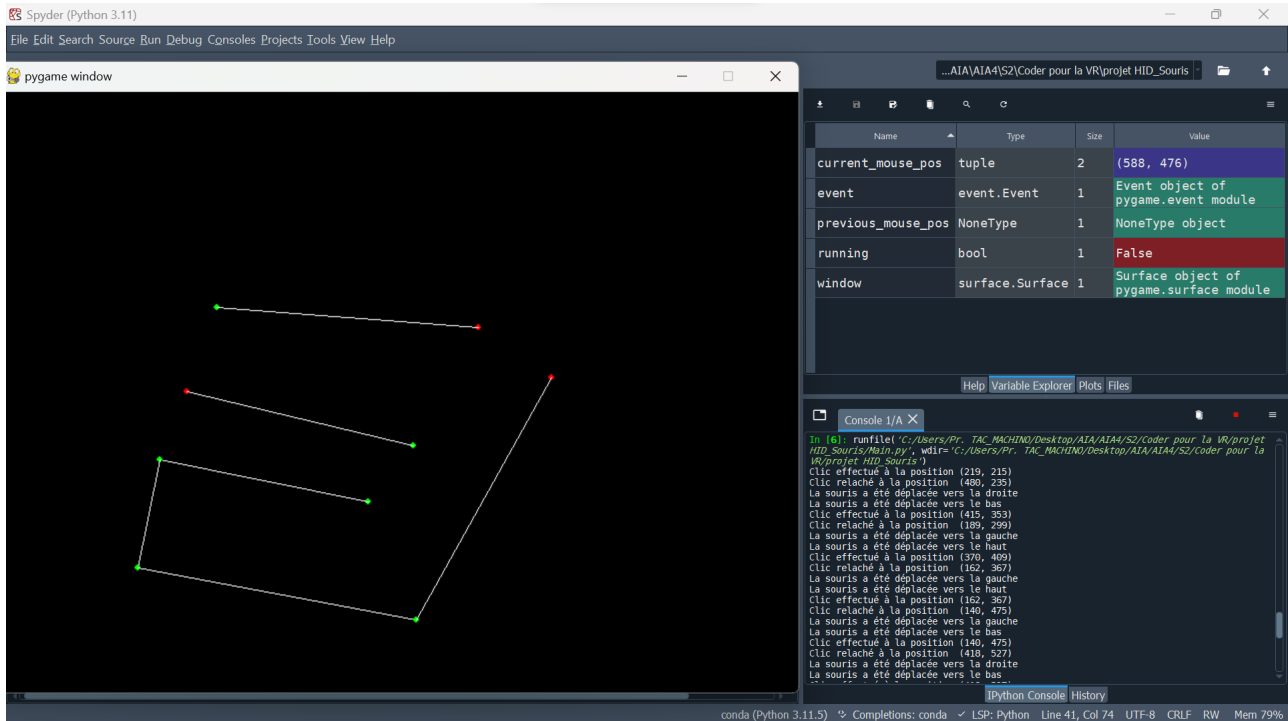 Spyder (Python 3.11)
File Edit Search Source Run Debug Consoles Projects Tools View Help
pygame window
...AIA\AIA4\S2\Coder pour la VR\projet HID_Souris
Name Type Size Value
current_mouse_pos tuple 2 (588, 476)
event event.Event 1 Event object of
pygame.event module
previous_mouse_pos NoneType 1 NoneType object
running bool 1 False
window surface.Surface 1 Surface object of
pygame.surface module
Help Variable Explorer Plots Files
Console 1/A
In [6]: runfile('C:/Users/Pr. TAC_MACHINO/Desktop/AIA/AIA4/S2/Coder pour la VR/projet
HID_Souris/Main.py', wdir='C:/Users/Pr. TAC_MACHINO/Desktop/AIA/AIA4/S2/Coder pour la
VR/projet HID_Souris')
Clic effectué à la position (219, 215)
Clic relaché à la position  (480, 235)
La souris a été déplacée vers la droite
La souris a été déplacée vers le bas
Clic effectué à la position (415, 353)
Clic relaché à la position  (189, 299)
La souris a été déplacée vers la gauche
La souris a été déplacée vers le haut
Clic effectué à la position (370, 409)
Clic relaché à la position  (162, 367)
La souris a été déplacée vers la gauche
La souris a été déplacée vers le haut
Clic effectué à la position (162, 367)
Clic relaché à la position  (140, 475)
La souris a été déplacée vers la gauche
La souris a été déplacée vers le bas
Clic effectué à la position (140, 475)
Clic relaché à la position  (418, 527)
La souris a été déplacée vers la droite
La souris a été déplacée vers le bas
IPython Console History
conda (Python 3.11.5) Completions: conda LSP: Python Line 41, Col 74 UTF-8 CRLF RW Mem 79%